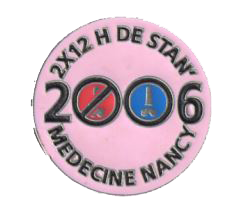 2X12 H DE STAN'
2006
MEDECINE NANCY